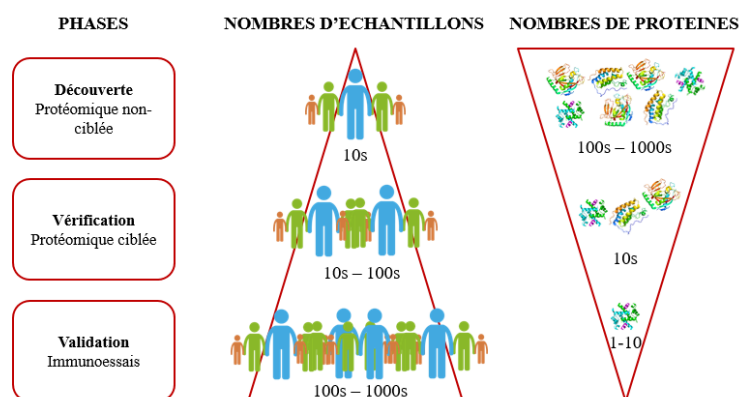 PHASES
NOMBRES D’ECHANTILLONS
NOMBRES DE PROTEINES
Découverte
Protéomique non-
ciblée
10s
100s – 1000s
Vérification
Protéomique ciblée
10s – 100s
10s
Validation
Immunoessais
100s – 1000s
1-10